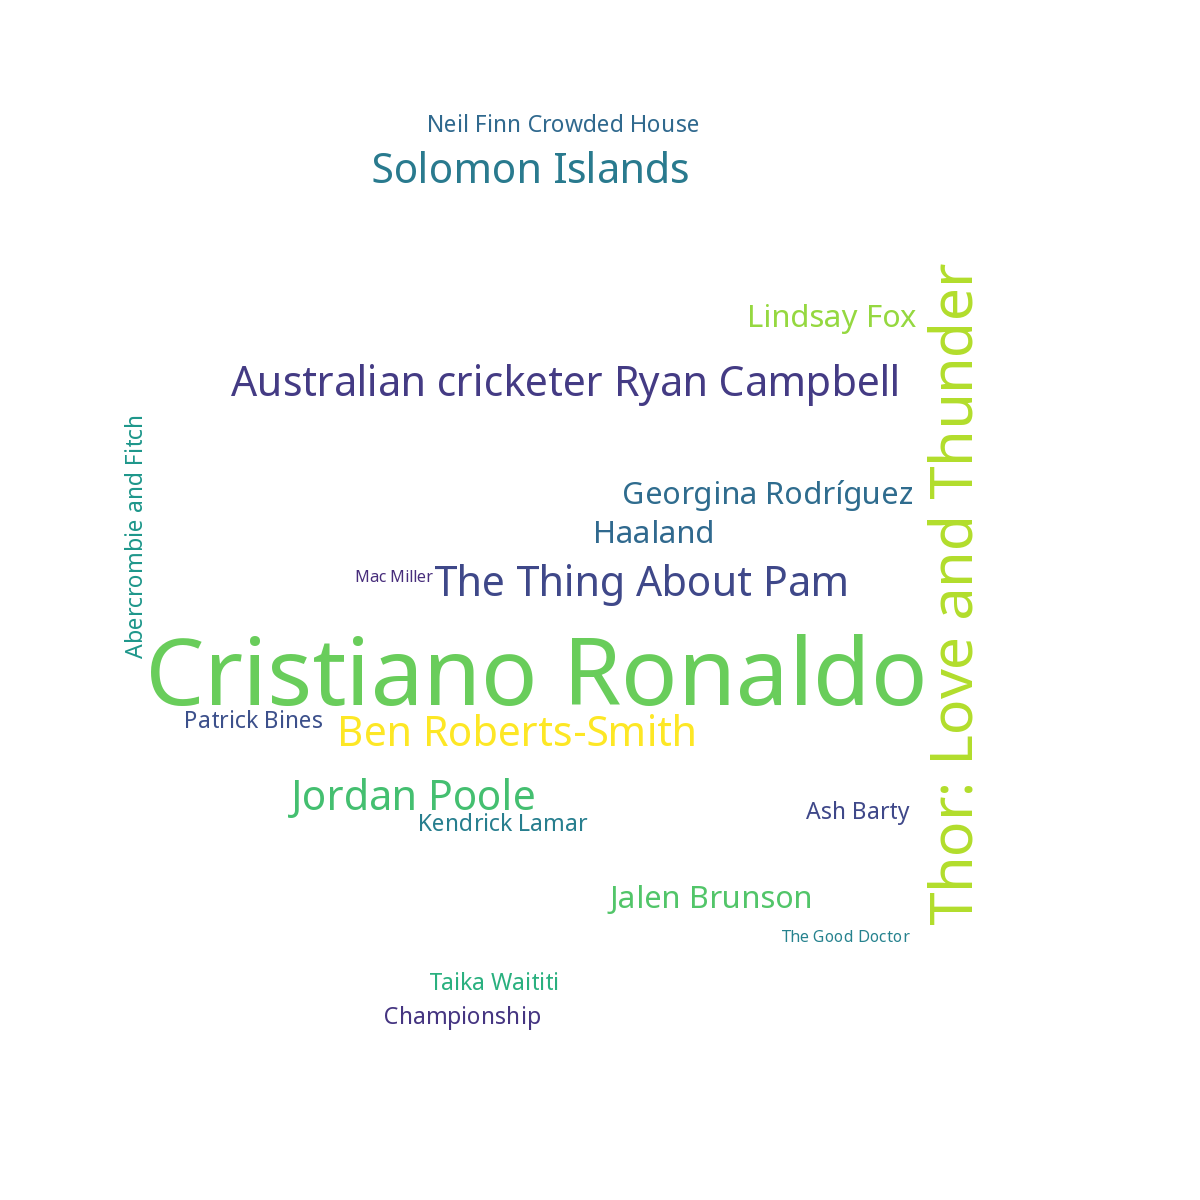 Neil Finn Crowded House
Solomon Islands
Lindsay Fox
Thor: Love and Thunder
Australian cricketer Ryan Campbell
Abercrombie and Fitch
Georgina Rodríguez
Haaland
Mac Miller
The Thing About Pam
Cristiano Ronaldo
Patrick Bines
Ben Roberts-Smith
Jordan Poole
Kendrick Lamar
Ash Barty
Jalen Brunson
The Good Doctor
Taika Waititi
Championship